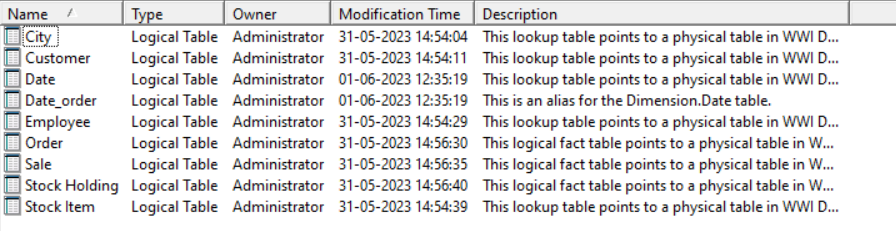 Name Type Owner Modification Time Description
City Logical Table Administrator 31-05-2023 14:54:04 This lookup table points to a physical table in WWI D...
Customer Logical Table Administrator 31-05-2023 14:54:11 This lookup table points to a physical table in WWI D...
Date Logical Table Administrator 01-06-2023 12:35:19 This lookup table points to a physical table in WWI D...
Date_order Logical Table Administrator 01-06-2023 12:35:19 This is an alias for the Dimension.Date table.
Employee Logical Table Administrator 31-05-2023 14:54:29 This lookup table points to a physical table in WWI D...
Order Logical Table Administrator 31-05-2023 14:56:30 This logical fact table points to a physical table in W...
Sale Logical Table Administrator 31-05-2023 14:56:35 This logical fact table points to a physical table in W...
Stock Holding Logical Table Administrator 31-05-2023 14:56:40 This logical fact table points to a physical table in W...
Stock Item Logical Table Administrator 31-05-2023 14:54:39 This lookup table points to a physical table in WWI D...